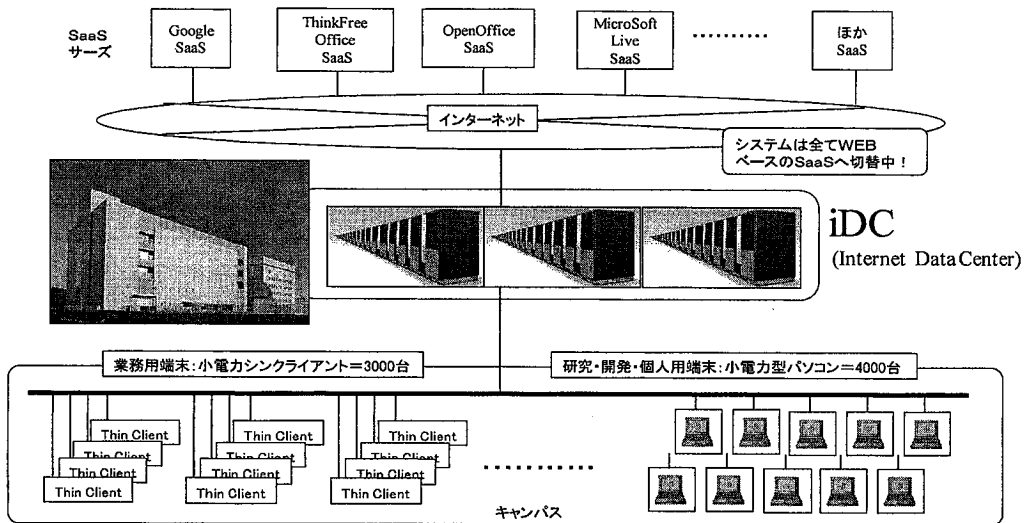 SaaS
サーズ
Google
SaaS
ThinkFree
Office
SaaS
OpenOffice
SaaS
MicroSoft
Live
SaaS
ほか
SaaS
インターネット
システムは全てWEB
ベースのSaaSへ切替中！
iDC
(Internet Data Center)
業務用端末：小電力シンクライアント＝3000台
研究・開発・個人用端末：小電力型パソコン＝4000台
Thin Client
Thin Client
Thin Client
Thin Client
Thin Client
Thin Client
Thin Client
Thin Client
Thin Client
Thin Client
Thin Client
Thin Client
キャンパス